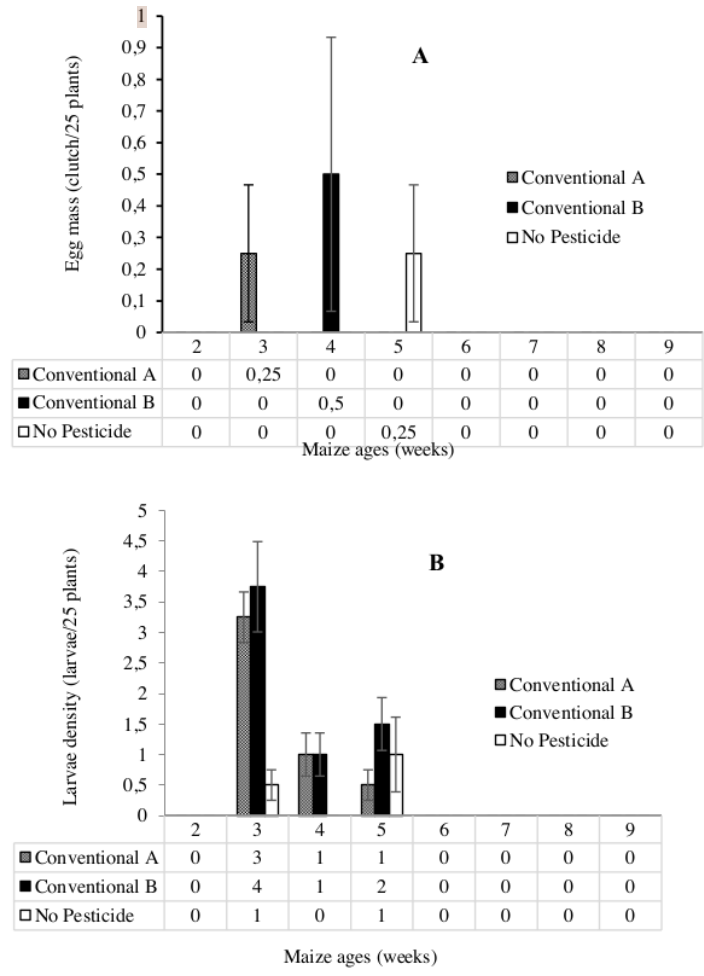 1
0,9
0,8
0,7
0,6
0,5
0,4
0,3
0,2
0,1
0
Egg mass (clutch/25 plants)
A
Conventional A
Conventional B
No Pesticide
2 3 4 5 6 7 8 9
Conventional A 0 0,25 0 0 0 0 0 0
Conventional B 0 0 0,5 0 0 0 0 0
No Pesticide 0 0 0 0,25 0 0 0 0
Maize ages (weeks)
5
4,5
4
3,5
3
2,5
2
1,5
1
0,5
0
Larvae density (larvae/25 plants)
B
Conventional A
Conventional B
No Pesticide
2 3 4 5 6 7 8 9
Conventional A 0 3 1 1 0 0 0 0
Conventional B 0 4 1 2 0 0 0 0
No Pesticide 0 1 0 1 0 0 0 0
Maize ages (weeks)